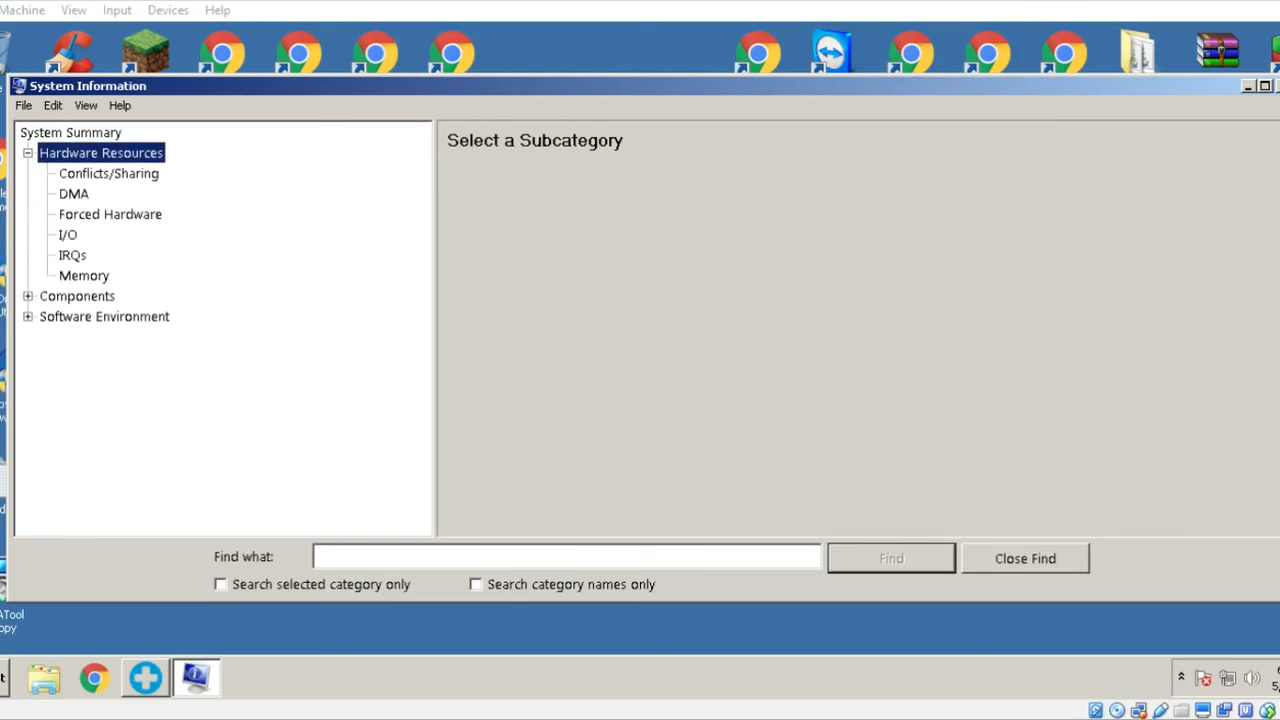 Machine View Input Devices Help
System Information
File Edit View Help
System Summary
Hardware Resources
Conflicts/Sharing
DMA
Forced Hardware
I/O
IRQs
Memory
Components
Software Environment
Select a Subcategory
Find what:
Find
Close Find
Search selected category only
Search category names only